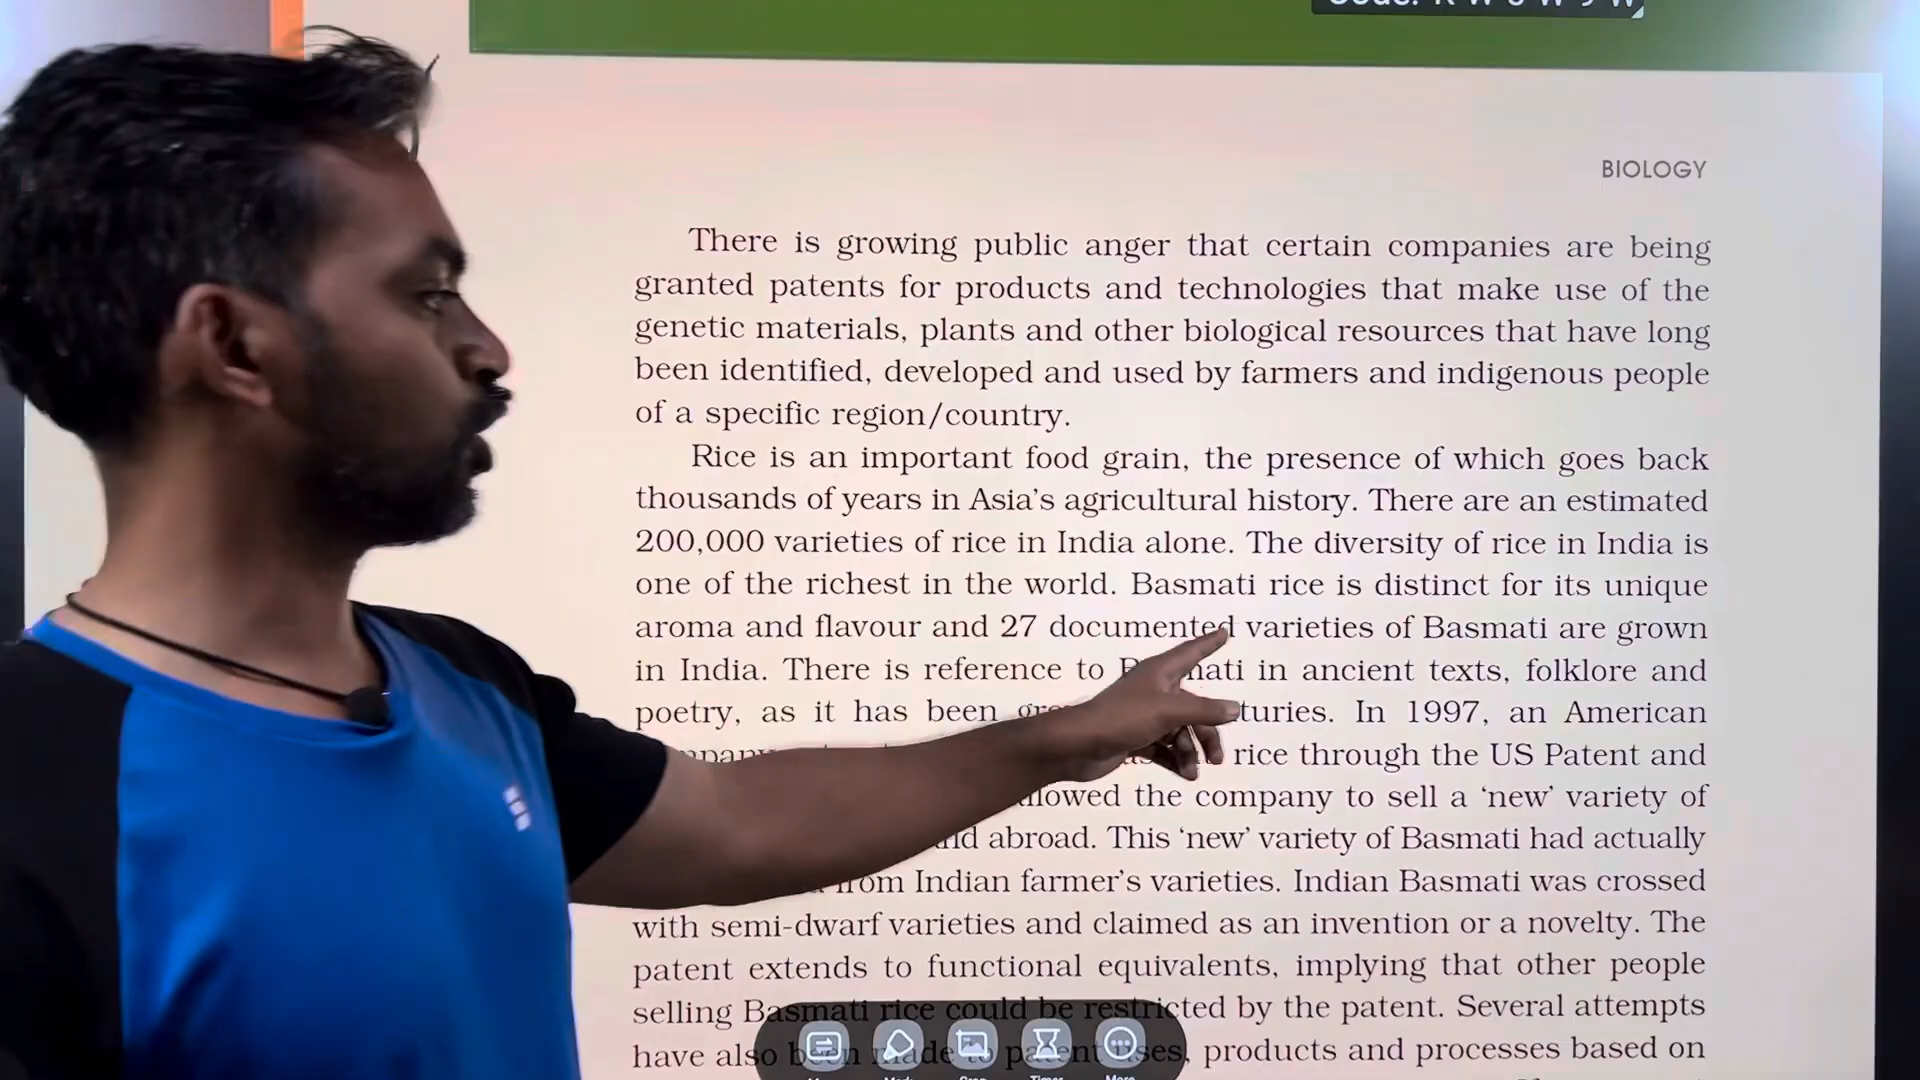 BIOLOGY
There is growing public anger that certain companies are being
granted patents for products and technologies that make use of the
genetic materials, plants and other biological resources that have long
been identified, developed and used by farmers and indigenous people
of a specific region/country.
Rice is an important food grain, the presence of which goes back
thousands of years in Asia's agricultural history. There are an estimated
200,000 varieties of rice in India alone. The diversity of rice in India is
one of the richest in the world. Basmati rice is distinct for its unique
aroma and flavour and 27 documented varieties of Basmati are grown
in India. There is reference to in ancient texts, folklore and
poetry, as it has been In 1997, an American
rice through the US Patent and
allowed the company to sell a 'new' variety of
abroad. This 'new' variety of Basmati had actually
from Indian farmer's varieties. Indian Basmati was crossed
with semi-dwarf varieties and claimed as an invention or a novelty. The
patent extends to functional equivalents, implying that other people
selling Basmati rice could be restricted by the patent. Several attempts
have also been made to patent uses, products and processes based on